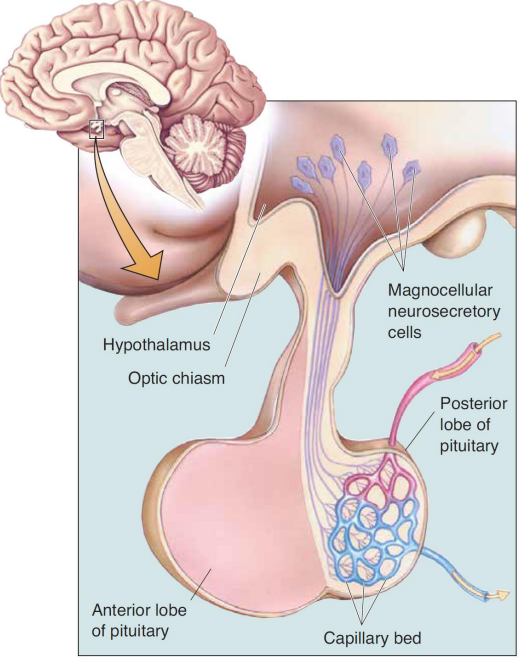 Magnocellular
neurosecretory
cells
Hypothalamus
Optic chiasm
Posterior
lobe of
pituitary
Anterior lobe
of pituitary
Capillary bed